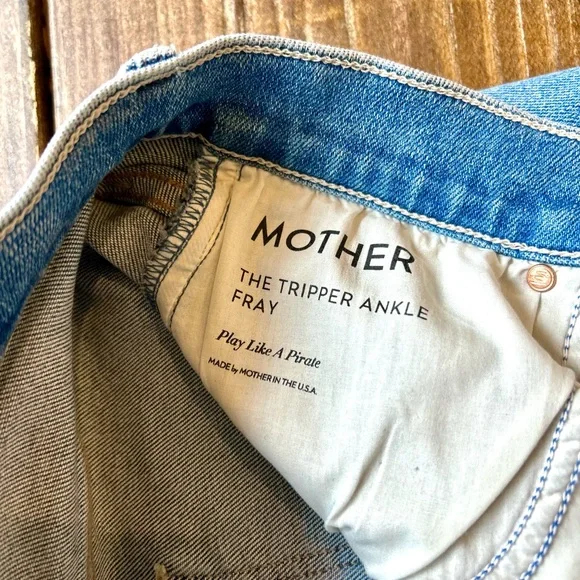 MOTHER
THE TRIPPER ANKLE
FRAY
Play Like A Pirate
MADE by MOTHER IN THE U.S.A.